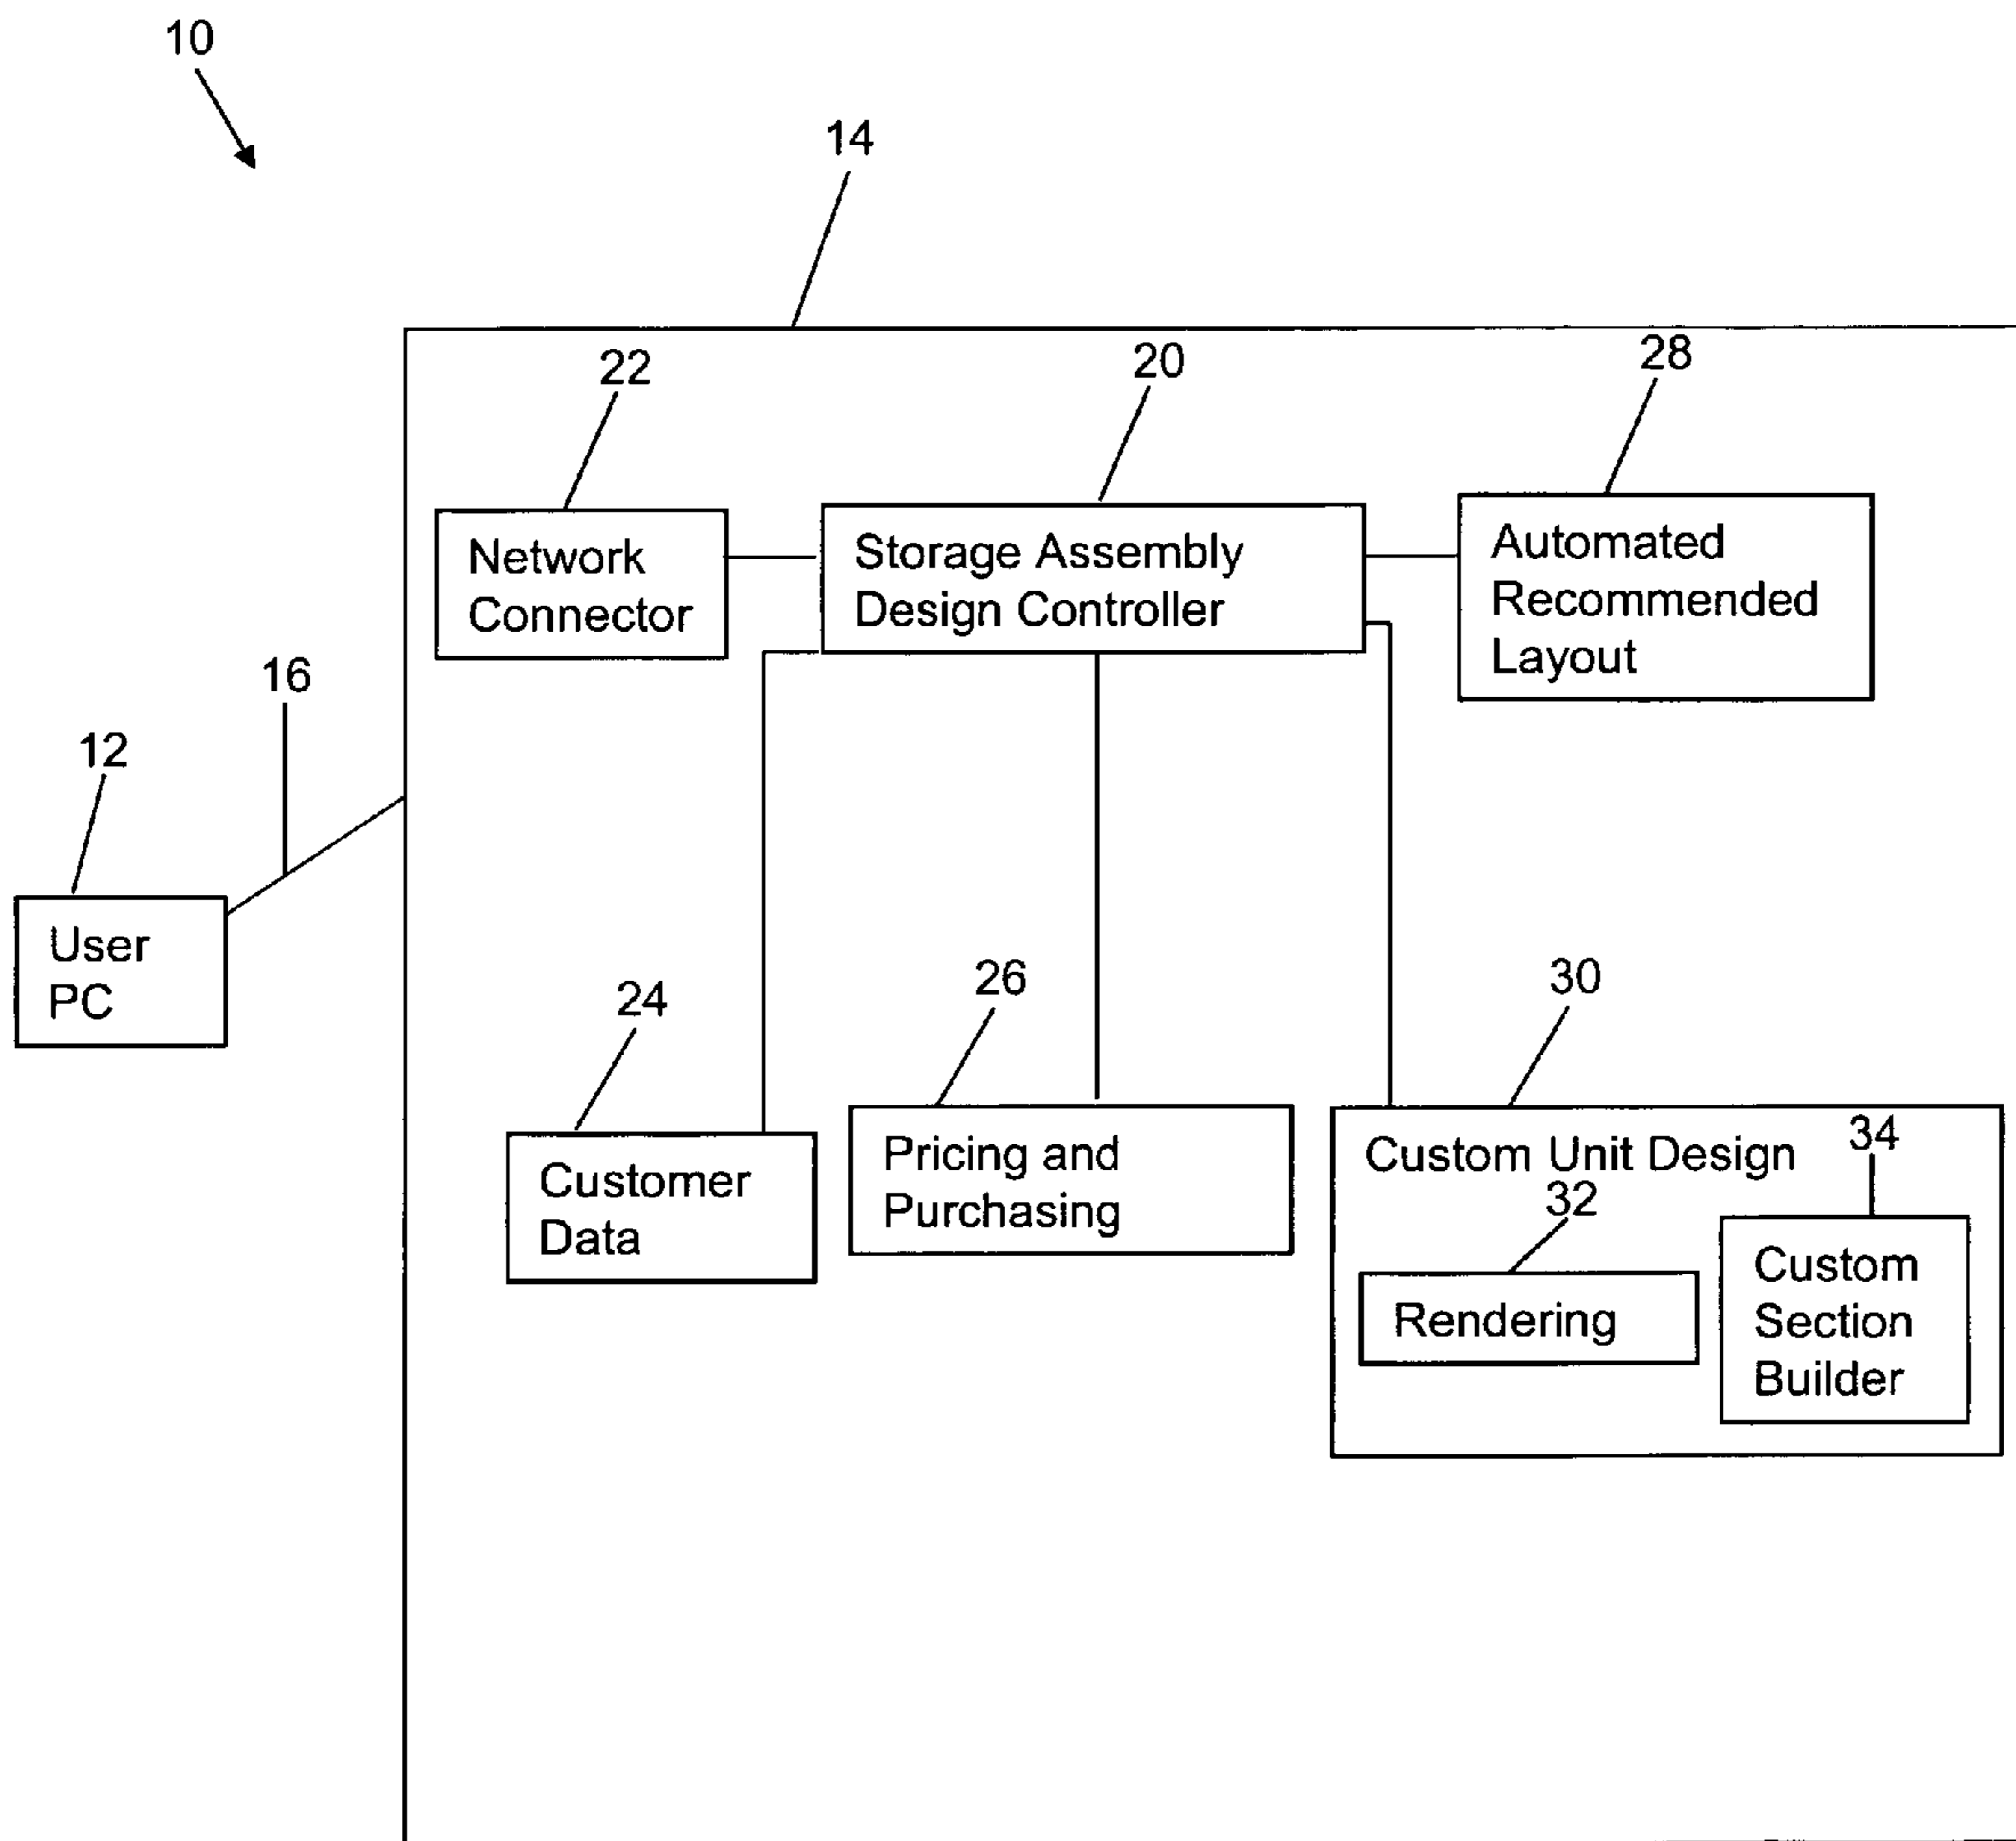 10
14
22
20
28
Network
Connector
Storage Assembly
Design Controller
Automated
Recommended
Layout
16
12
User
PC
24
26
30
Customer
Data
Pricing and
Purchasing
Custom Unit Design
34
32
Rendering
Custom
Section
Builder